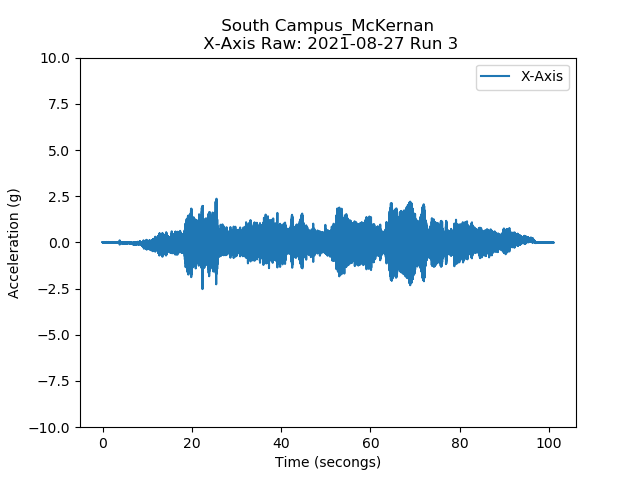 South Campus_McKernan
X-Axis Raw: 2021-08-27 Run 3
X-Axis
Acceleration (g)
10.0
7.5
5.0
2.5
0.0
−2.5
−5.0
−7.5
−10.0
0 20 40 60 80 100
Time (secongs)